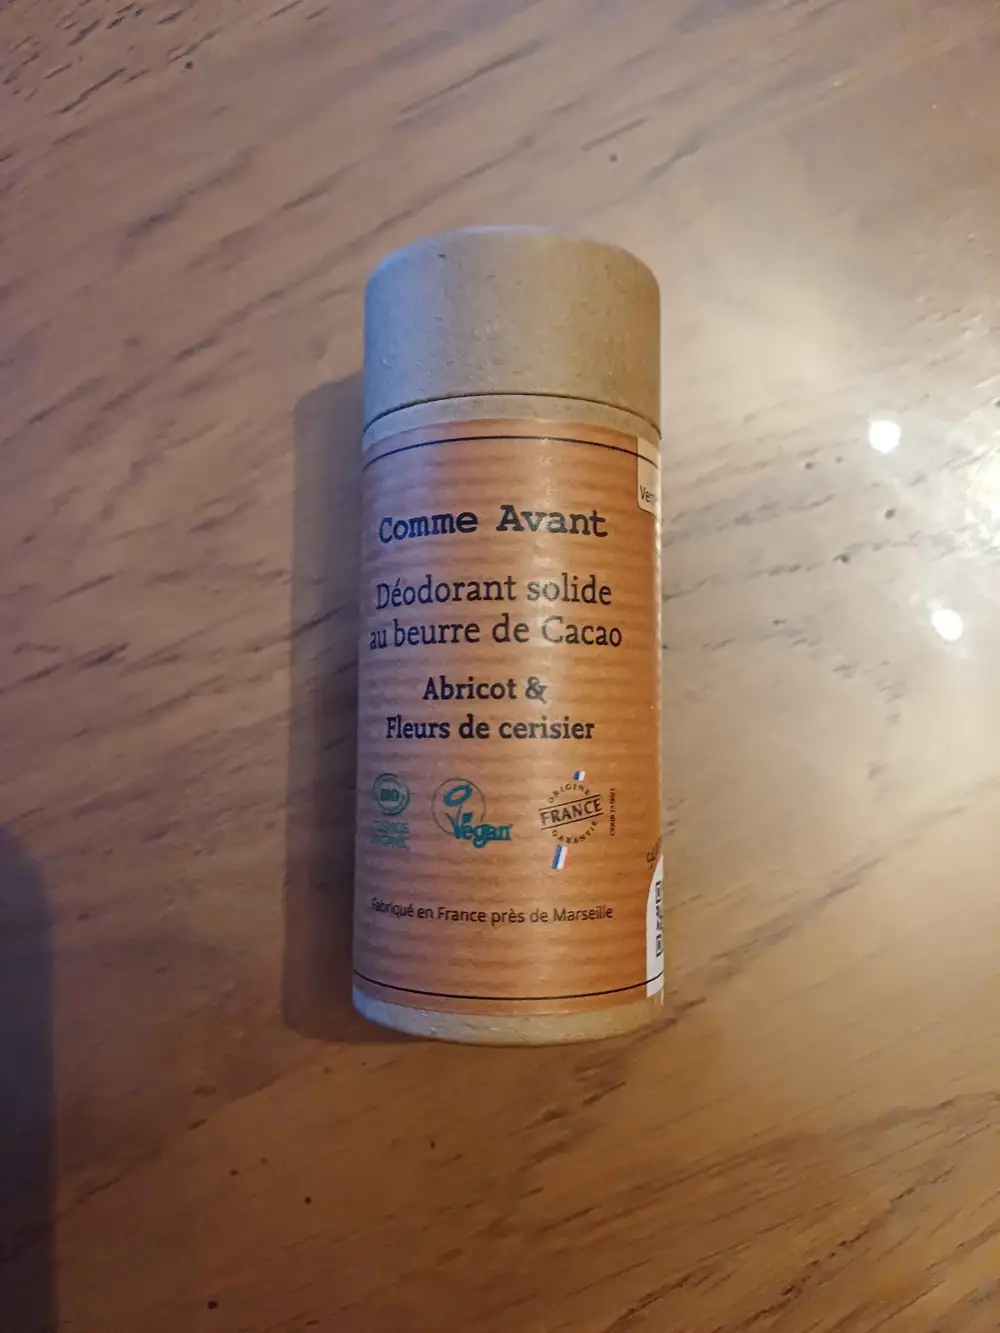 Comme Avant
Déodorant solide
au beurre de Cacao
Abricot &
Fleurs de cerisier
BIO
Vegan
ORIGINE
FRANCE
GARANTIE
Fabriqué en France près de Marseille